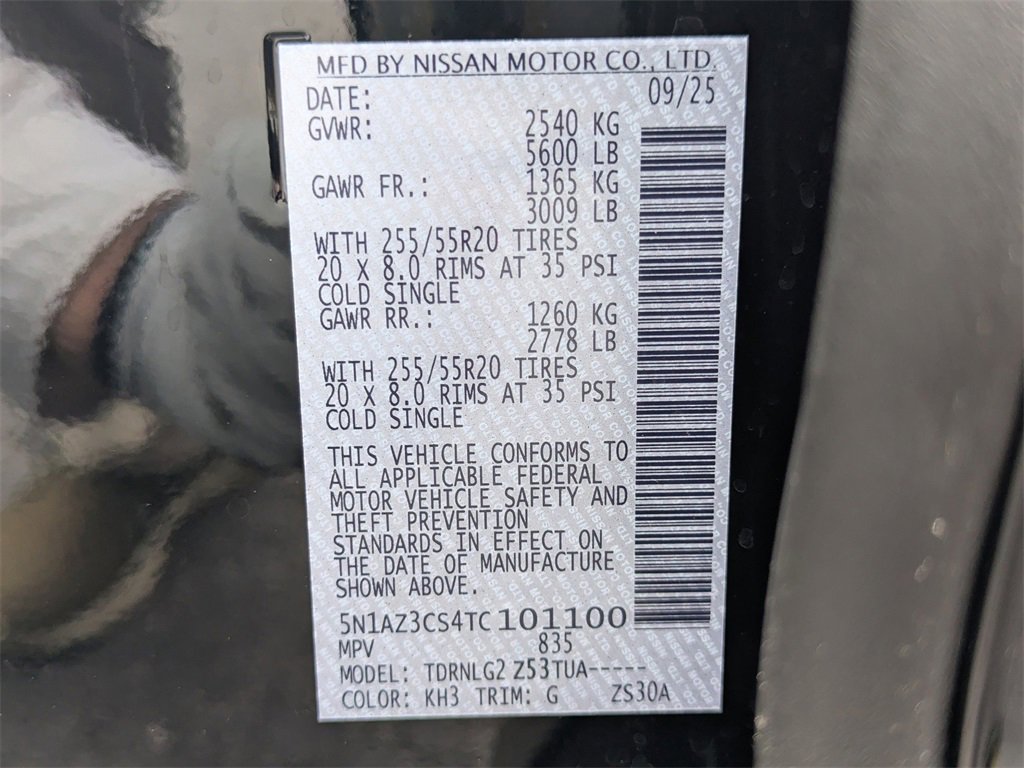 MFD BY NISSAN MOTOR CO., LTD.
DATE: 09/25
GVWR: 2540 KG
5600 LB
GAWR FR.: 1365 KG
3009 LB
WITH 255/55R20 TIRES
20 X 8.0 RIMS AT 35 PSI
COLD SINGLE
GAWR RR.: 1260 KG
2778 LB
WITH 255/55R20 TIRES
20 X 8.0 RIMS AT 35 PSI
COLD SINGLE
THIS VEHICLE CONFORMS TO
ALL APPLICABLE FEDERAL
MOTOR VEHICLE SAFETY AND
THEFT PREVENTION
STANDARDS IN EFFECT ON
THE DATE OF MANUFACTURE
SHOWN ABOVE.
5N1AZ3CS4TC101100
MPV 835
MODEL: TDRNLG2 Z53TUA-----
COLOR: KH3 TRIM: G ZS30A